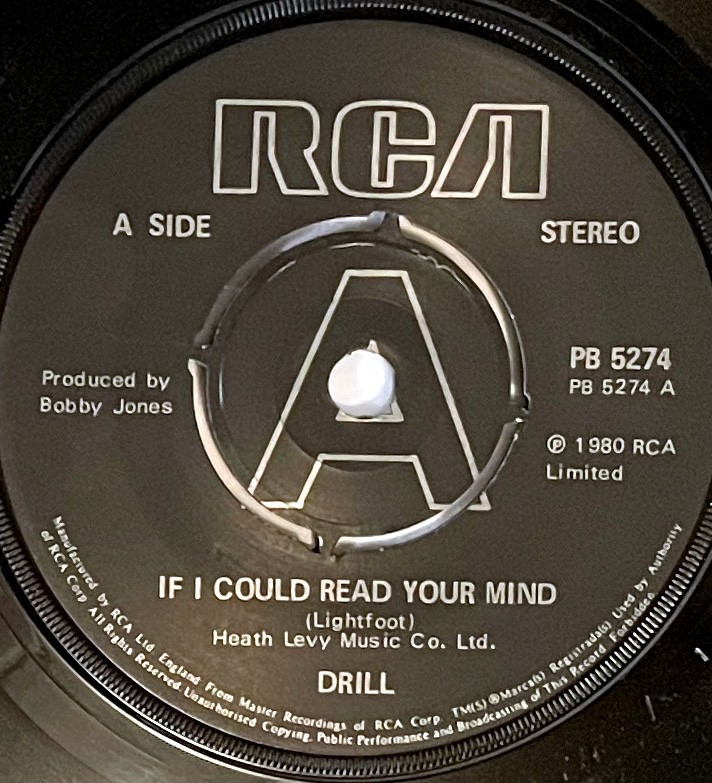 RCA
A SIDE
STEREO
A
PB 5274
PB 5274 A
Produced by
Bobby Jones
℗ 1980 RCA
Limited
IF I COULD READ YOUR MIND
(Lightfoot)
Heath Levy Music Co. Ltd.
DRILL
Manufactured by RCA Ltd. England From Master Recordings of RCA Corp. TM(S) ® Marca(s) Registrada(s) Used by Authority
of RCA Corp. All Rights Reserved. Unauthorised Copying, Public Performance and Broadcasting of This Record Forbidden